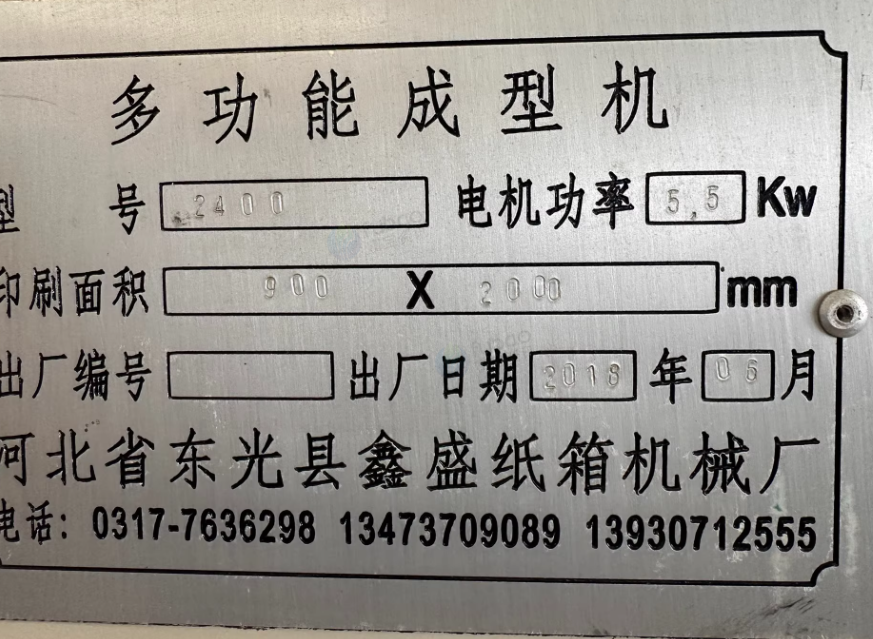 多功能成型机
型 号 2400 电机功率 5,5 Kw
印刷面积 900 X 2000 mm
出厂编号 出厂日期 2018 年 06 月
河北省东光县鑫盛纸箱机械厂
电话: 0317-7636298 13473709089 13930712555